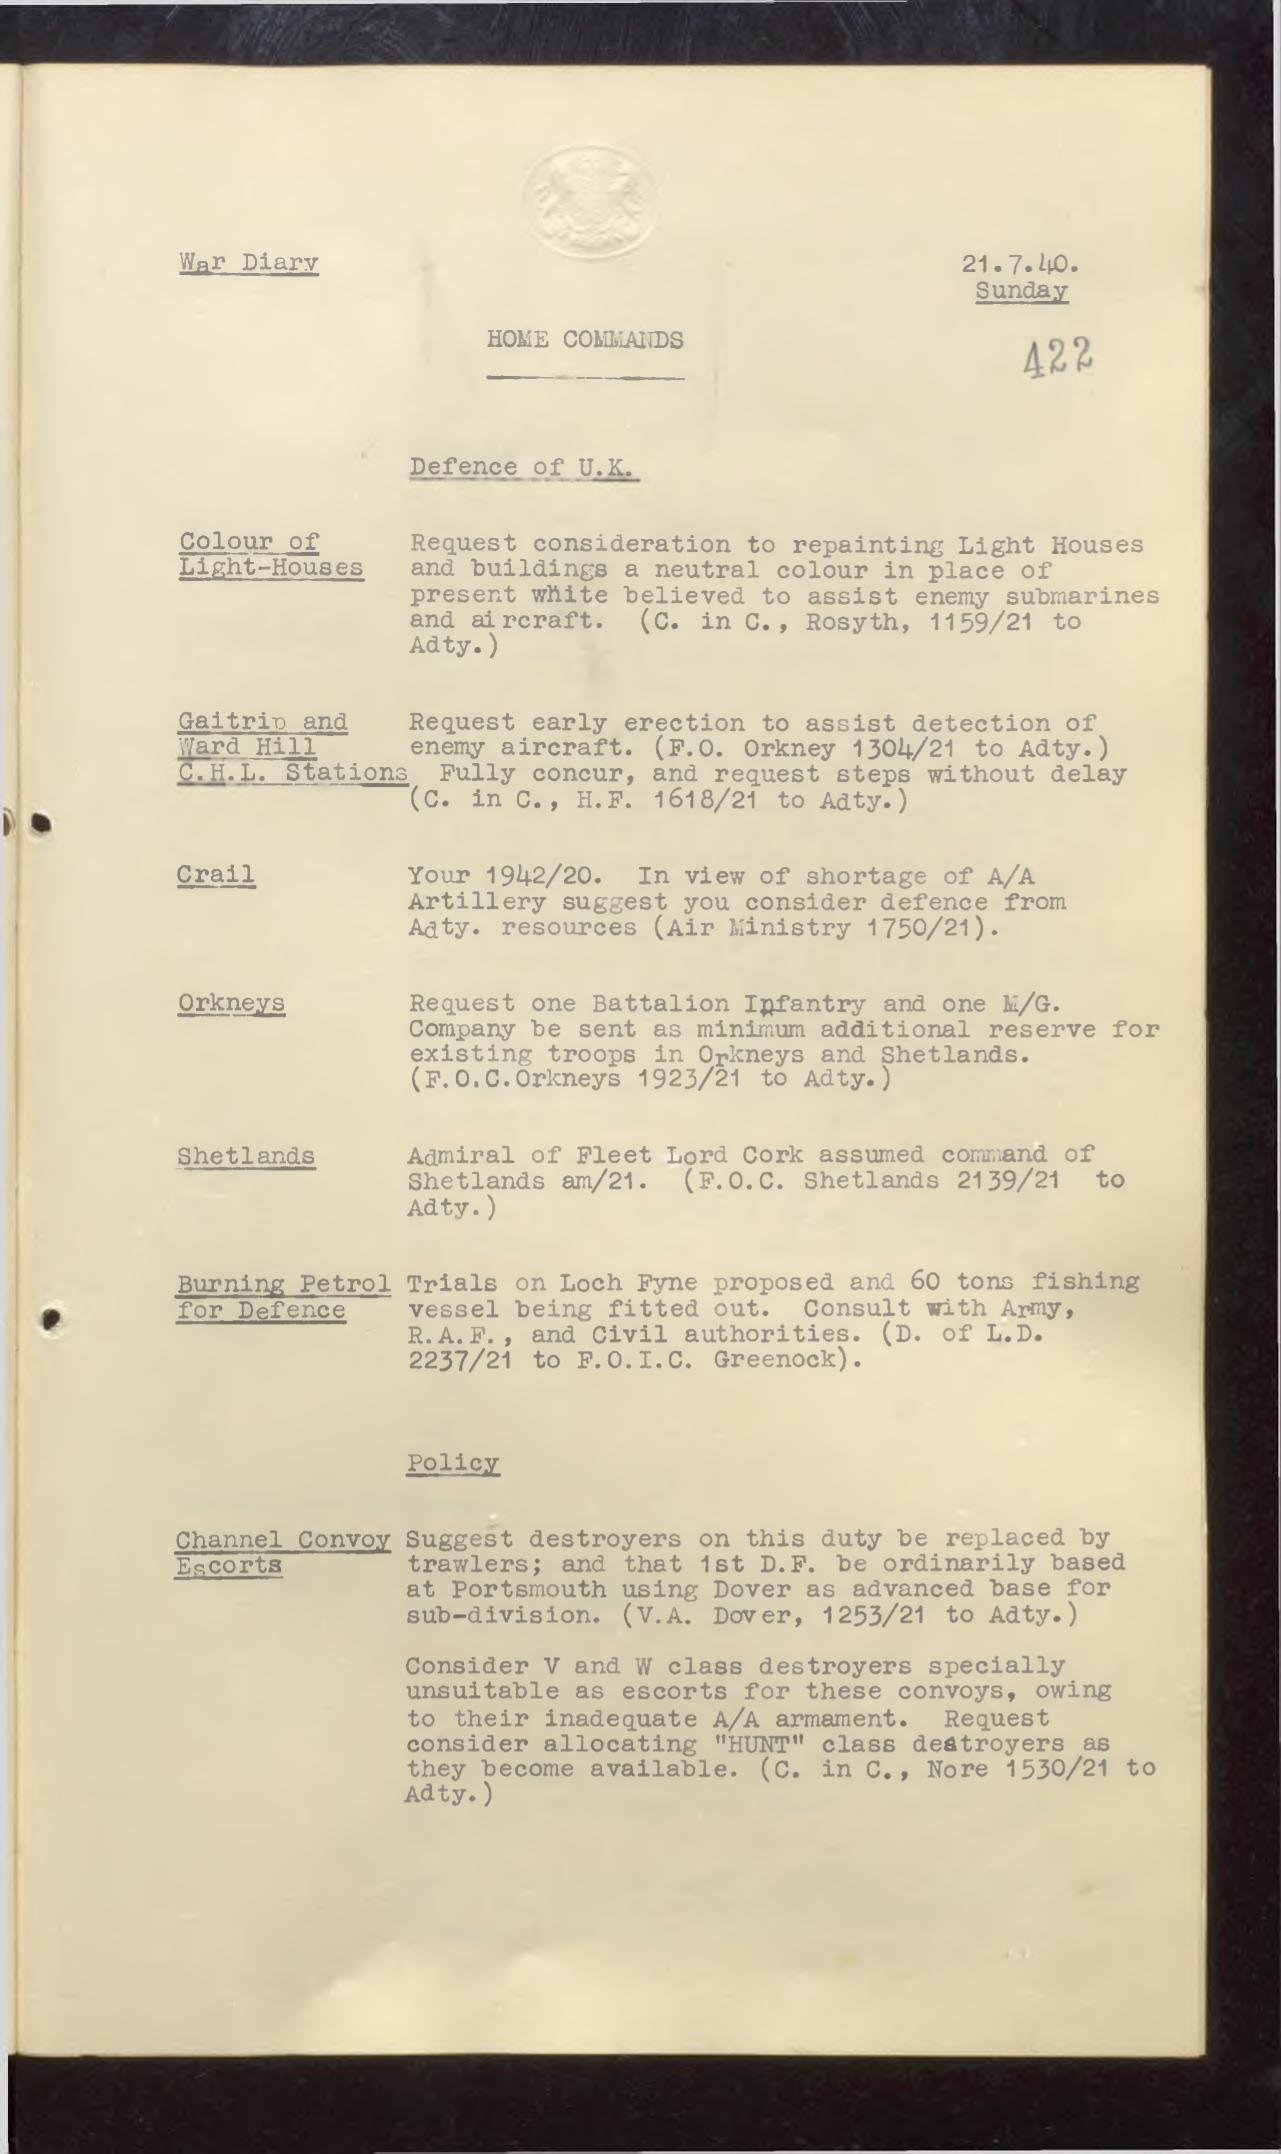 War Diary
21.7.40.
Sunday
HOME COMMANDS
422
Defence of U.K.
Colour of
Light-Houses
Request consideration to repainting Light Houses
and buildings a neutral colour in place of
present white believed to assist enemy submarines
and aircraft. (C. in C., Rosyth, 1159/21 to
Adty.)
Gaitrip and
Ward Hill
C.H.L. Stations
Request early erection to assist detection of
enemy aircraft. (F.O. Orkney 1304/21 to Adty.)
Fully concur, and request steps without delay
(C. in C., H.F. 1618/21 to Adty.)
Crail
Your 1942/20. In view of shortage of A/A
Artillery suggest you consider defence from
Adty. resources (Air Ministry 1750/21).
Orkneys
Request one Battalion Infantry and one M/G.
Company be sent as minimum additional reserve for
existing troops in Orkneys and Shetlands.
(F.O.C.Orkneys 1923/21 to Adty.)
Shetlands
Admiral of Fleet Lord Cork assumed command of
Shetlands am/21. (F.O.C. Shetlands 2139/21 to
Adty.)
Burning Petrol
for Defence
Trials on Loch Fyne proposed and 60 tons fishing
vessel being fitted out. Consult with Army,
R.A.F., and Civil authorities. (D. of L.D.
2237/21 to F.O.I.C. Greenock).
Policy
Channel Convoy
Escorts
Suggest destroyers on this duty be replaced by
trawlers; and that 1st D.F. be ordinarily based
at Portsmouth using Dover as advanced base for
sub-division. (V.A. Dover, 1253/21 to Adty.)
Consider V and W class destroyers specially
unsuitable as escorts for these convoys, owing
to their inadequate A/A armament. Request
consider allocating "HUNT" class destroyers as
they become available. (C. in C., Nore 1530/21 to
Adty.)